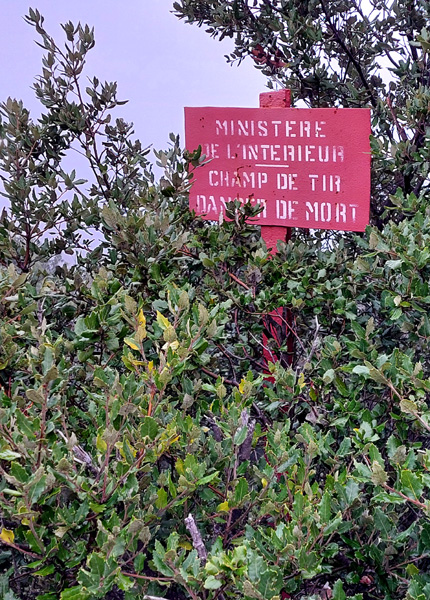 MINISTERE
DE L'INTERIEUR
CHAMP DE TIR
DANGER DE MORT